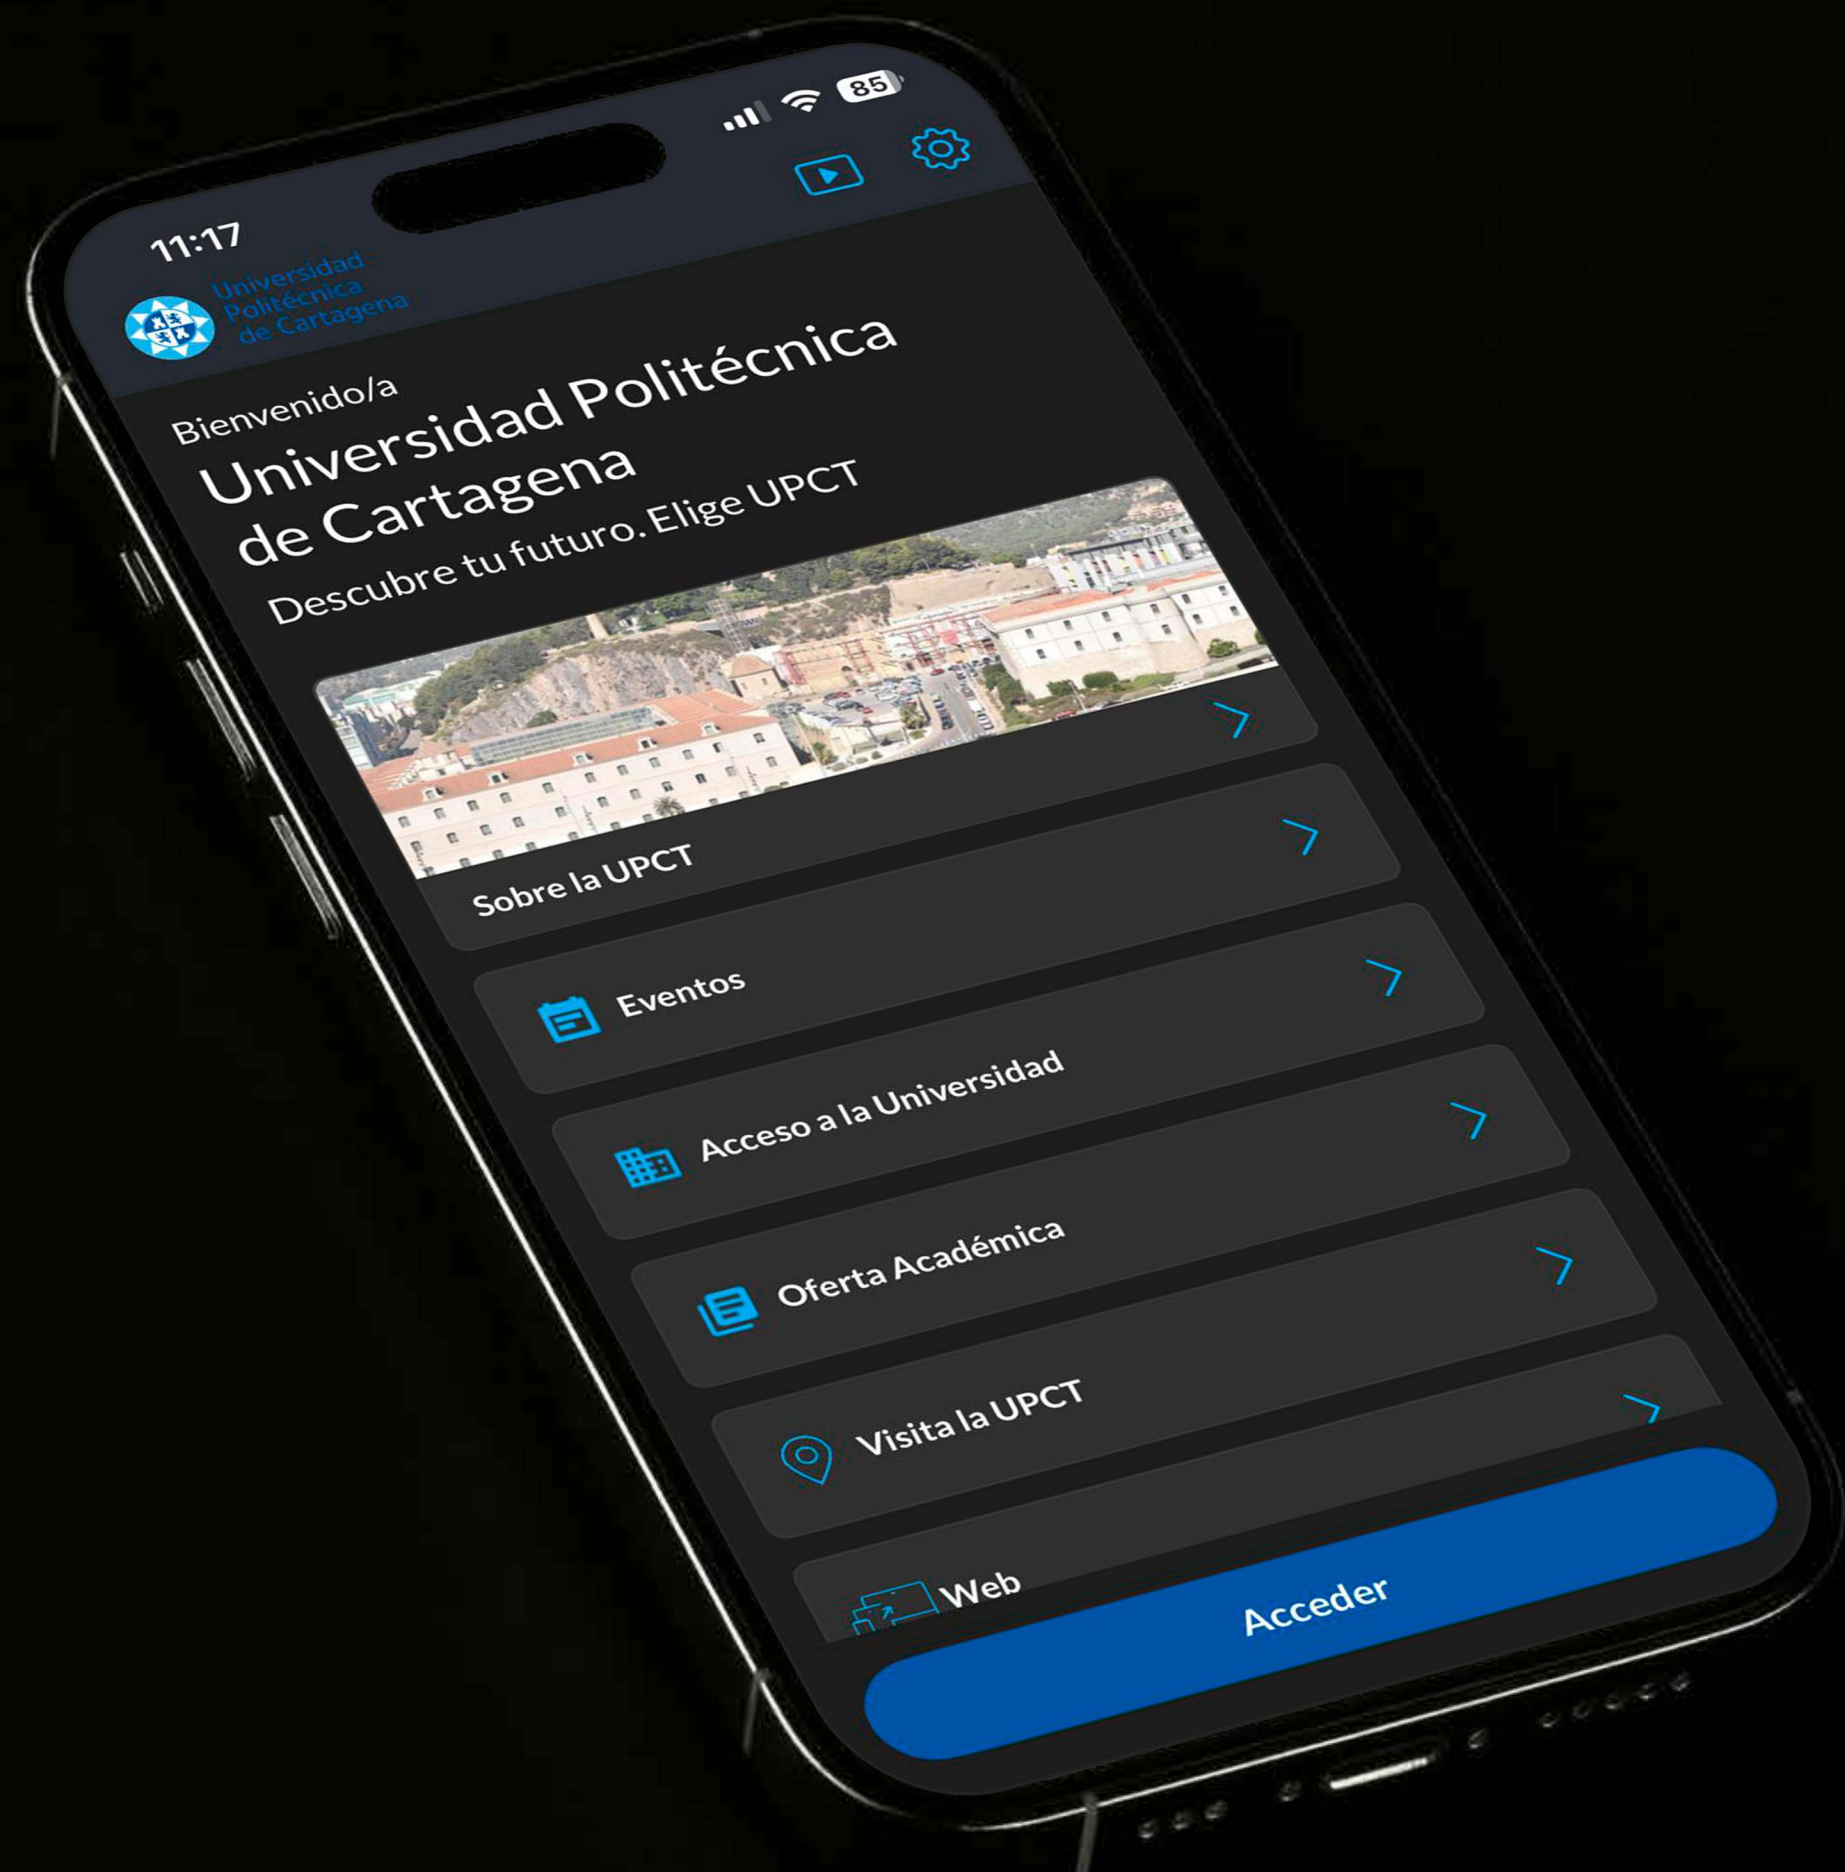 11:17
85
Universidad
Politécnica
de Cartagena
Bienvenido/a
Universidad Politécnica
de Cartagena
Descubre tu futuro. Elige UPCT
Sobre la UPCT
Eventos
Acceso a la Universidad
Oferta Académica
Visita la UPCT
Web
Acceder